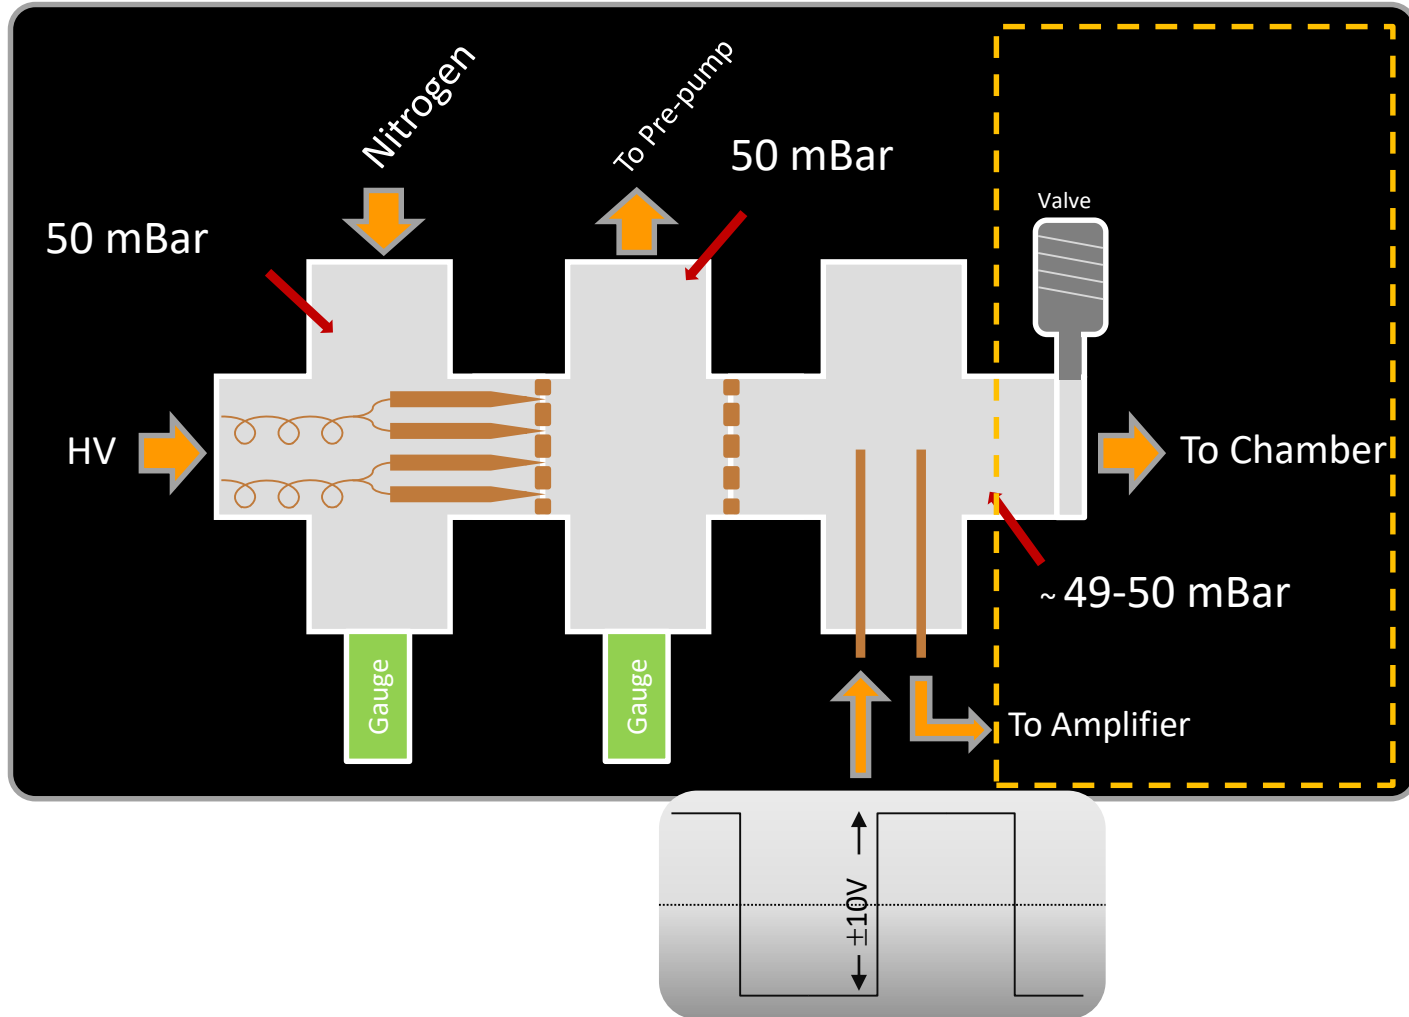 Nitrogen
To Pre-pump
50 mBar
Valve
50 mBar
HV
To Chamber
~ 49-50 mBar
Gauge
Gauge
To Amplifier
±10V